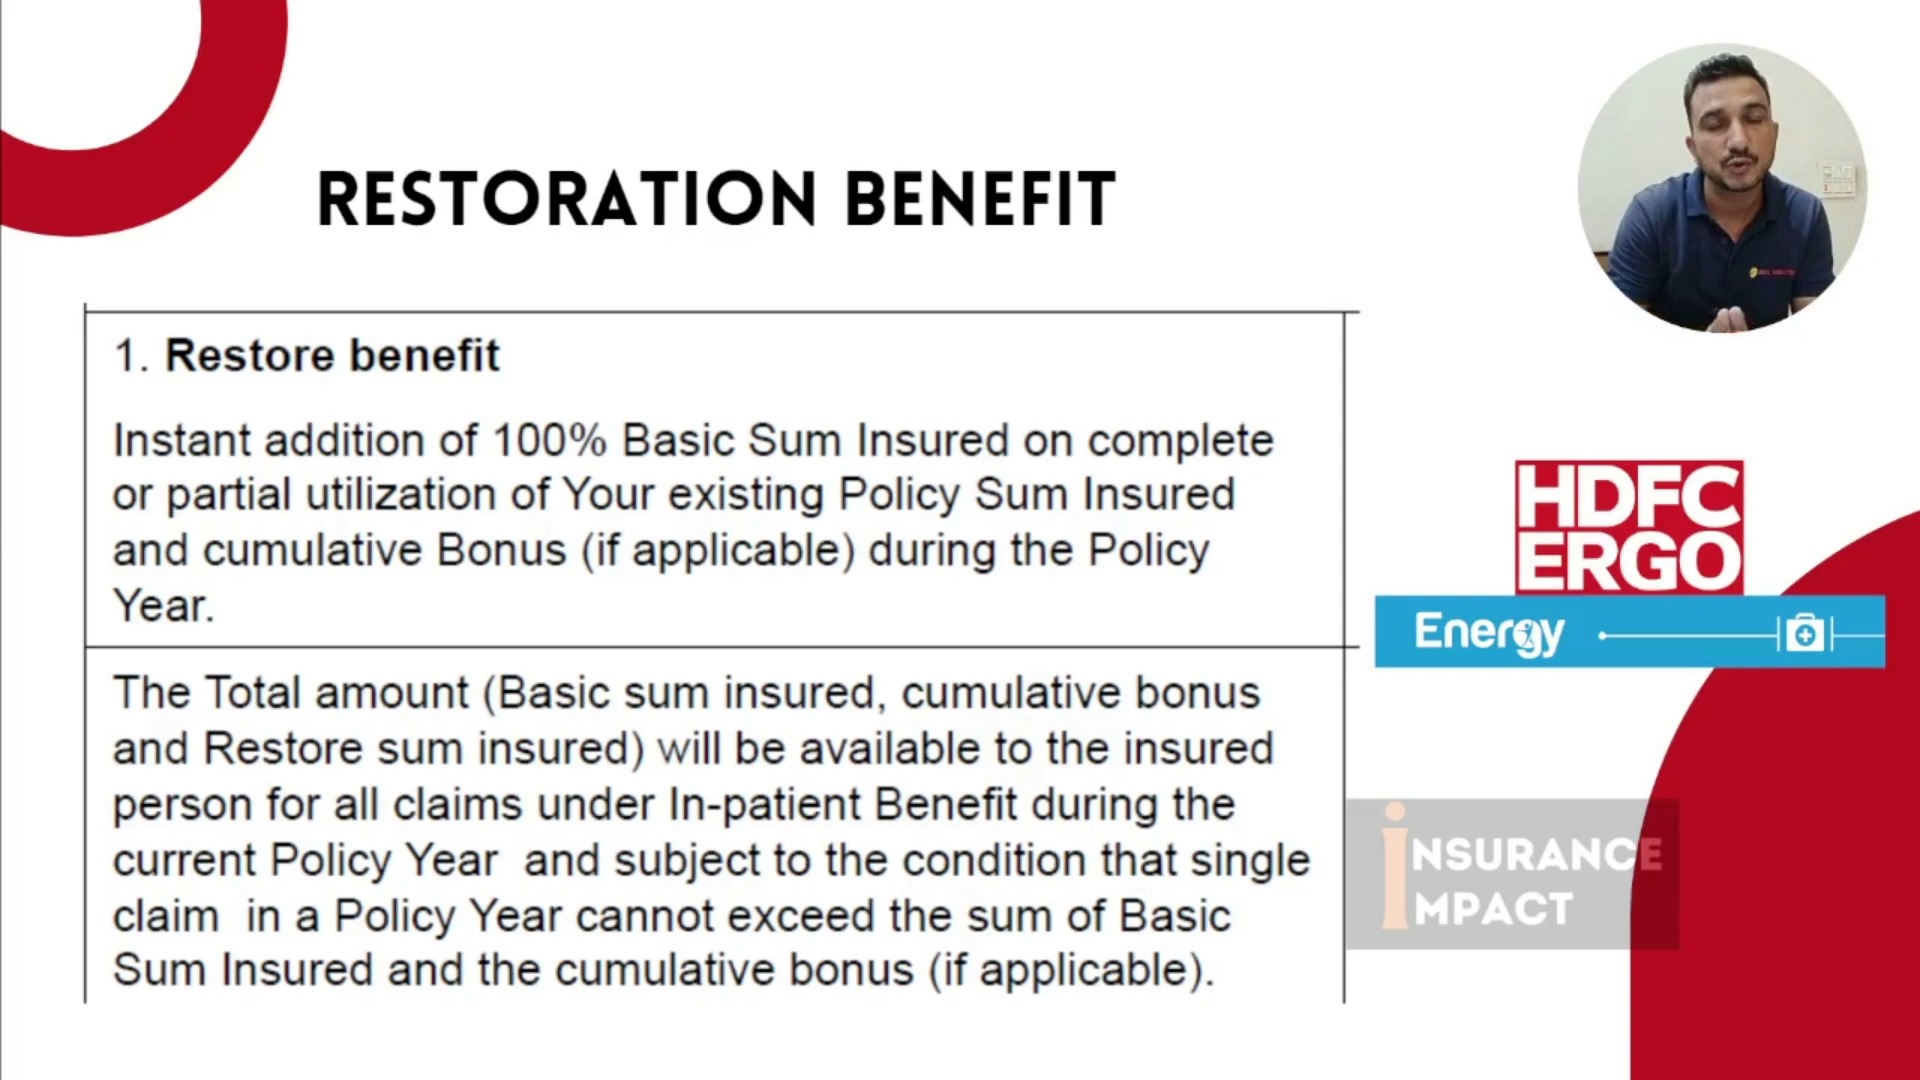 RESTORATION BENEFIT
1. Restore benefit
Instant addition of 100% Basic Sum Insured on complete
or partial utilization of Your existing Policy Sum Insured
and cumulative Bonus (if applicable) during the Policy
Year.
The Total amount (Basic sum insured, cumulative bonus
and Restore sum insured) will be available to the insured
person for all claims under In-patient Benefit during the
current Policy Year and subject to the condition that single
claim in a Policy Year cannot exceed the sum of Basic
Sum Insured and the cumulative bonus (if applicable).
HDFC
ERGO
Energy
iNSURANCE
iMPACT